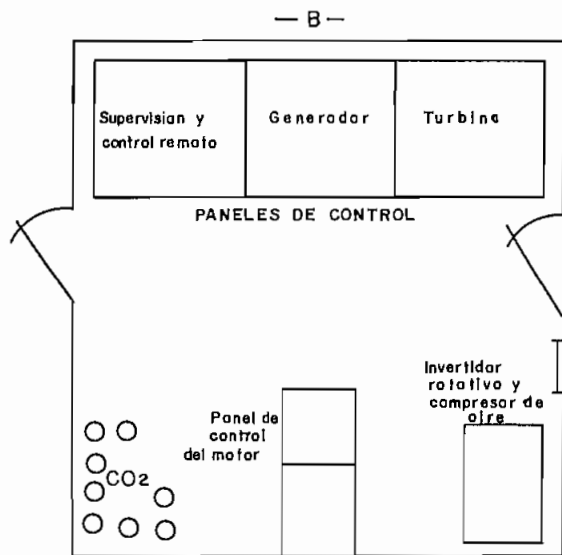 — B —
Supervision y
control remoto
Generador
Turbina
PANELES DE CONTROL
Invertidor
rotativo y
compresor de
aire
Panel de
control
del motor
CO2